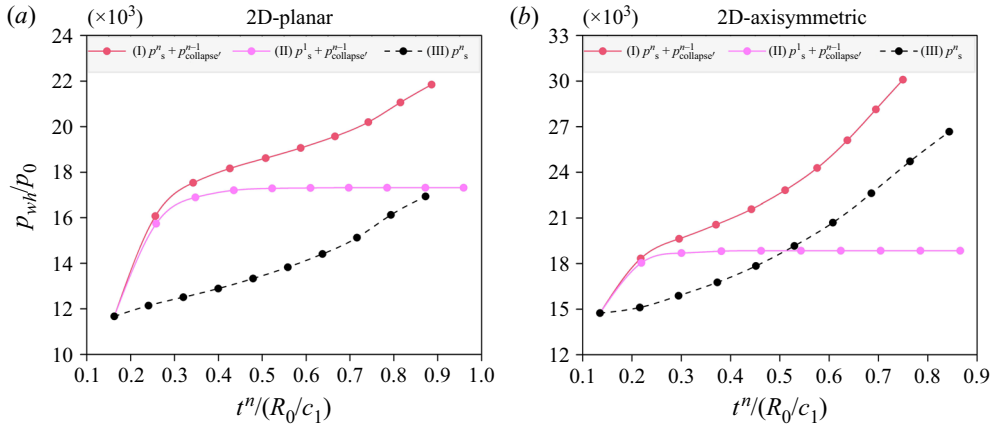 (a) (×10³) 2D-planar
24
(I) pⁿₛ + pⁿ⁻¹collapse′ (II) p¹ₛ + pⁿ⁻¹collapse′ (III) pⁿₛ
22
20
18
16
14
12
10
p_wh/p₀
0.1 0.2 0.3 0.4 0.5 0.6 0.7 0.8 0.9 1.0
tⁿ/(R₀/c₁)
(b) (×10³) 2D-axisymmetric
33
(I) pⁿₛ + pⁿ⁻¹collapse′ (II) p¹ₛ + pⁿ⁻¹collapse′ (III) pⁿₛ
30
27
24
21
18
15
12
0.1 0.2 0.3 0.4 0.5 0.6 0.7 0.8 0.9
tⁿ/(R₀/c₁)